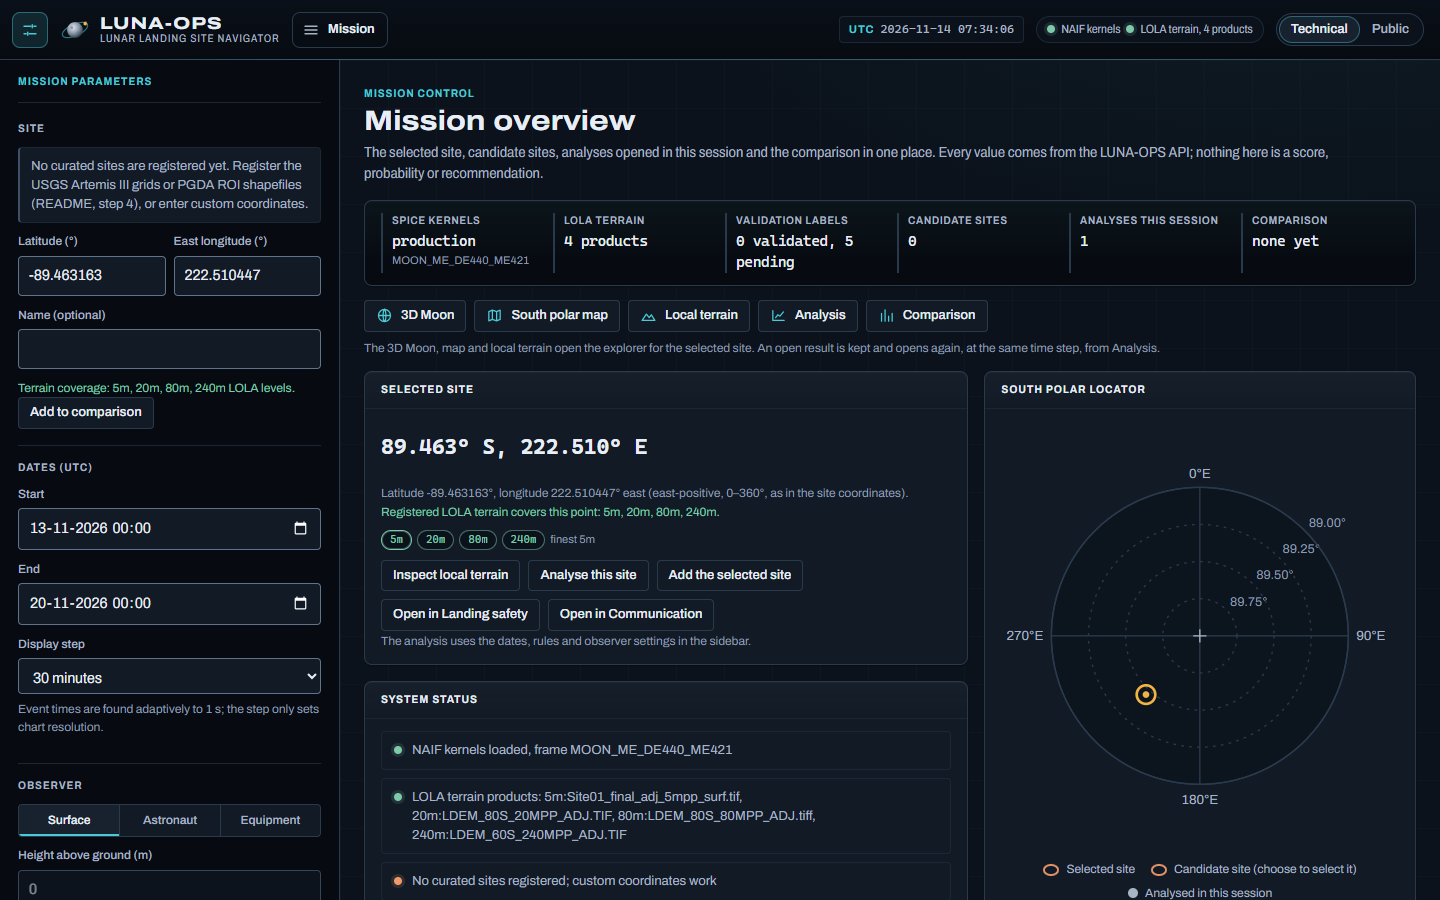 LUNA-OPS
LUNAR LANDING SITE NAVIGATOR
Mission
UTC 2026-11-14 07:34:06
NAIF kernels
LOLA terrain, 4 products
Technical
Public
MISSION PARAMETERS
SITE
No curated sites are registered yet. Register the
USGS Artemis III grids or PGDA ROI shapefiles
(README, step 4), or enter custom coordinates.
Latitude (°)
East longitude (°)
-89.463163
222.510447
Name (optional)
Terrain coverage: 5m, 20m, 80m, 240m LOLA levels.
Add to comparison
DATES (UTC)
Start
13-11-2026 00:00
End
20-11-2026 00:00
Display step
30 minutes
Event times are found adaptively to 1 s; the step only sets
chart resolution.
OBSERVER
Surface
Astronaut
Equipment
Height above ground (m)
0
MISSION CONTROL
Mission overview
The selected site, candidate sites, analyses opened in this session and the comparison in one place. Every value comes from the LUNA-OPS API; nothing here is a score,
probability or recommendation.
SPICE KERNELS
production
MOON_ME_DE440_ME421
LOLA TERRAIN
4 products
VALIDATION LABELS
0 validated, 5
pending
CANDIDATE SITES
0
ANALYSES THIS SESSION
1
COMPARISON
none yet
3D Moon
South polar map
Local terrain
Analysis
Comparison
The 3D Moon, map and local terrain open the explorer for the selected site. An open result is kept and opens again, at the same time step, from Analysis.
SELECTED SITE
89.463° S, 222.510° E
Latitude -89.463163°, longitude 222.510447° east (east-positive, 0–360°, as in the site coordinates).
Registered LOLA terrain covers this point: 5m, 20m, 80m, 240m.
5m
20m
80m
240m
finest 5m
Inspect local terrain
Analyse this site
Add the selected site
Open in Landing safety
Open in Communication
The analysis uses the dates, rules and observer settings in the sidebar.
SYSTEM STATUS
NAIF kernels loaded, frame MOON_ME_DE440_ME421
LOLA terrain products: 5m:Site01_final_adj_5mpp_surf.tif,
20m:LDEM_80S_20MPP_ADJ.TIF, 80m:LDEM_80S_80MPP_ADJ.tiff,
240m:LDEM_60S_240MPP_ADJ.TIF
No curated sites registered; custom coordinates work
SOUTH POLAR LOCATOR
0°E
89.00°
89.25°
89.50°
89.75°
270°E
90°E
180°E
Selected site
Candidate site (choose to select it)
Analysed in this session